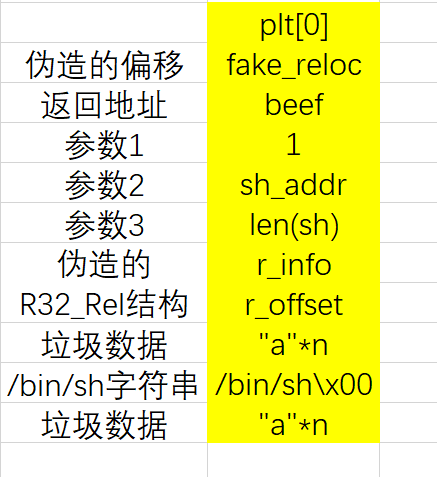 plt[0]
伪造的偏移 fake_reloc
返回地址 beef
参数1 1
参数2 sh_addr
参数3 len(sh)
伪造的 r_info
R32_Rel结构 r_offset
垃圾数据 "a"*n
/bin/sh字符串 /bin/sh\x00
垃圾数据 "a"*n